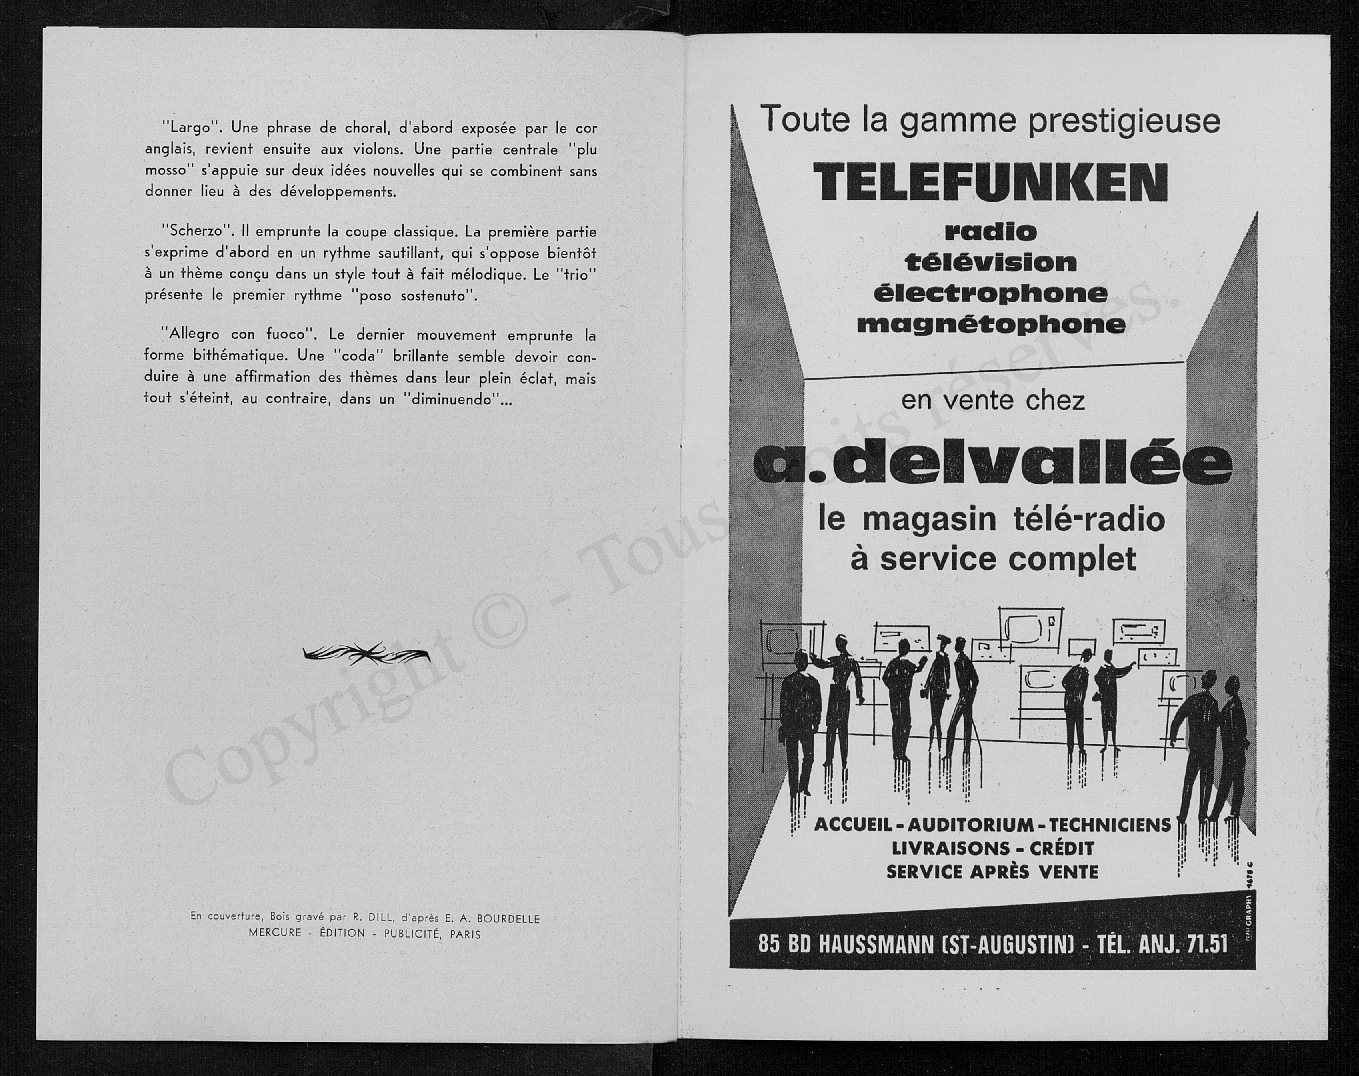 "Largo". Une phrase de choral, d'abord exposée par le cor
anglais, revient ensuite aux violons. Une partie centrale "plu
mosso" s'appuie sur deux idées nouvelles qui se combinent sans
donner lieu à des développements.
"Scherzo". Il emprunte la coupe classique. La première partie
s'exprime d'abord en un rythme sautillant, qui s'oppose bientôt
à un thème conçu dans un style tout à fait mélodique. Le "trio"
présente le premier rythme "poso sostenuto".
"Allegro con fuoco". Le dernier mouvement emprunte la
forme bithématique. Une "coda" brillante semble devoir con-
duire à une affirmation des thèmes dans leur plein éclat, mais
tout s'éteint, au contraire, dans un "diminuendo"...
En couverture, Bois gravé par R. DILL, d'après E. A. BOURDELLE
MERCURE - ÉDITION - PUBLICITÉ, PARIS
Toute la gamme prestigieuse
TELEFUNKEN
radio
télévision
électrophone
magnétophone
en vente chez
a.delvallée
le magasin télé-radio
à service complet
ACCUEIL - AUDITORIUM - TECHNICIENS
LIVRAISONS - CRÉDIT
SERVICE APRÈS VENTE
85 BD HAUSSMANN (ST-AUGUSTIN) - TÉL. ANJ. 71.51
GRAPHY 4678 G
Copyright © - Tous droits réservés.